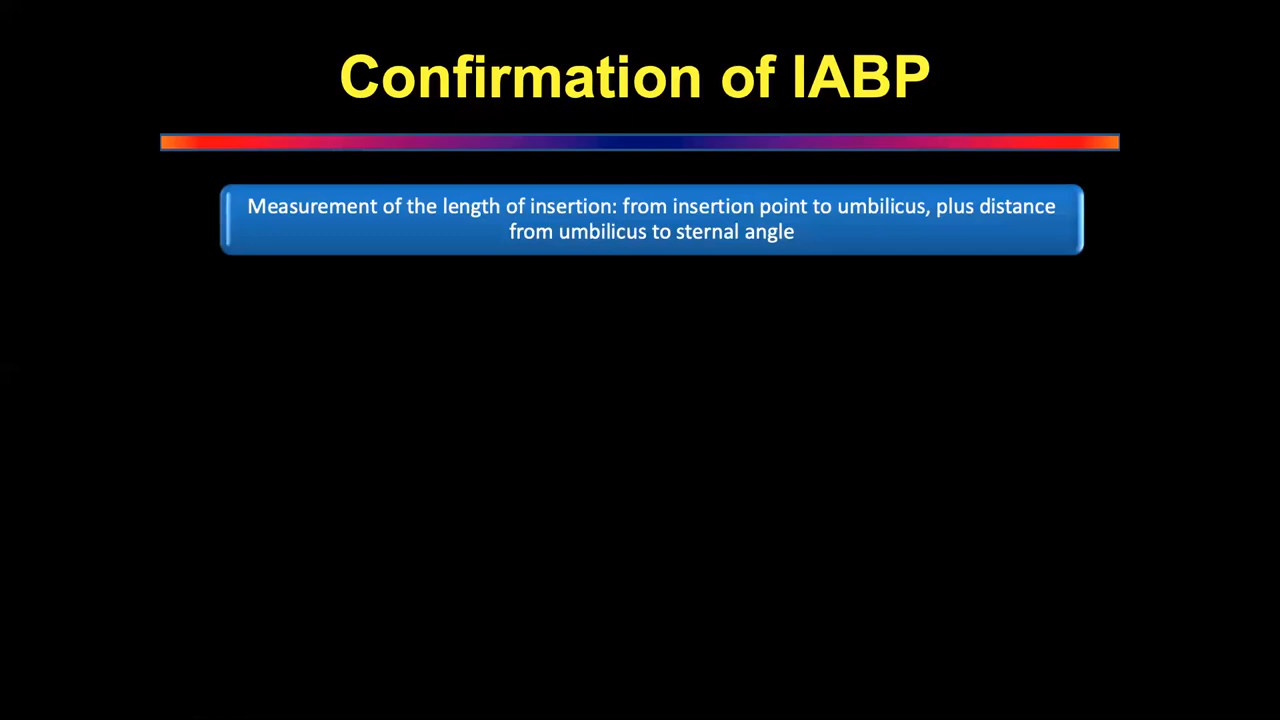 Confirmation of IABP
Measurement of the length of insertion: from insertion point to umbilicus, plus distance
from umbilicus to sternal angle